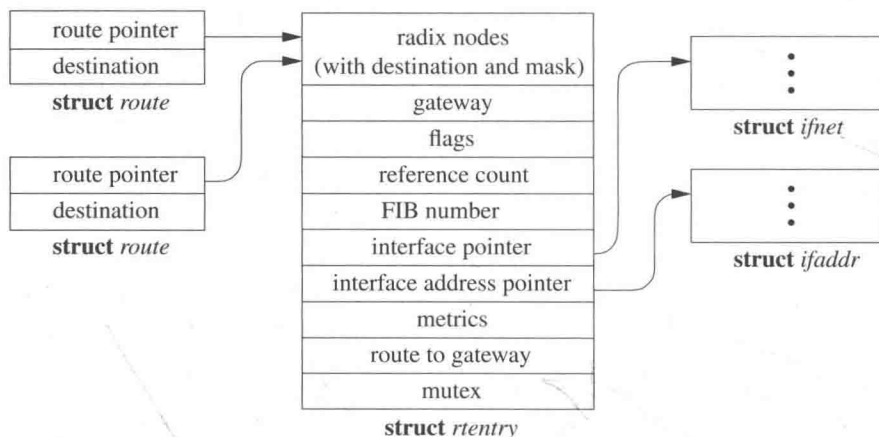 route pointer
destination
struct route
route pointer
destination
struct route
radix nodes
(with destination and mask)
gateway
flags
reference count
FIB number
interface pointer
interface address pointer
metrics
route to gateway
mutex
struct rtentry
struct ifnet
struct ifaddr